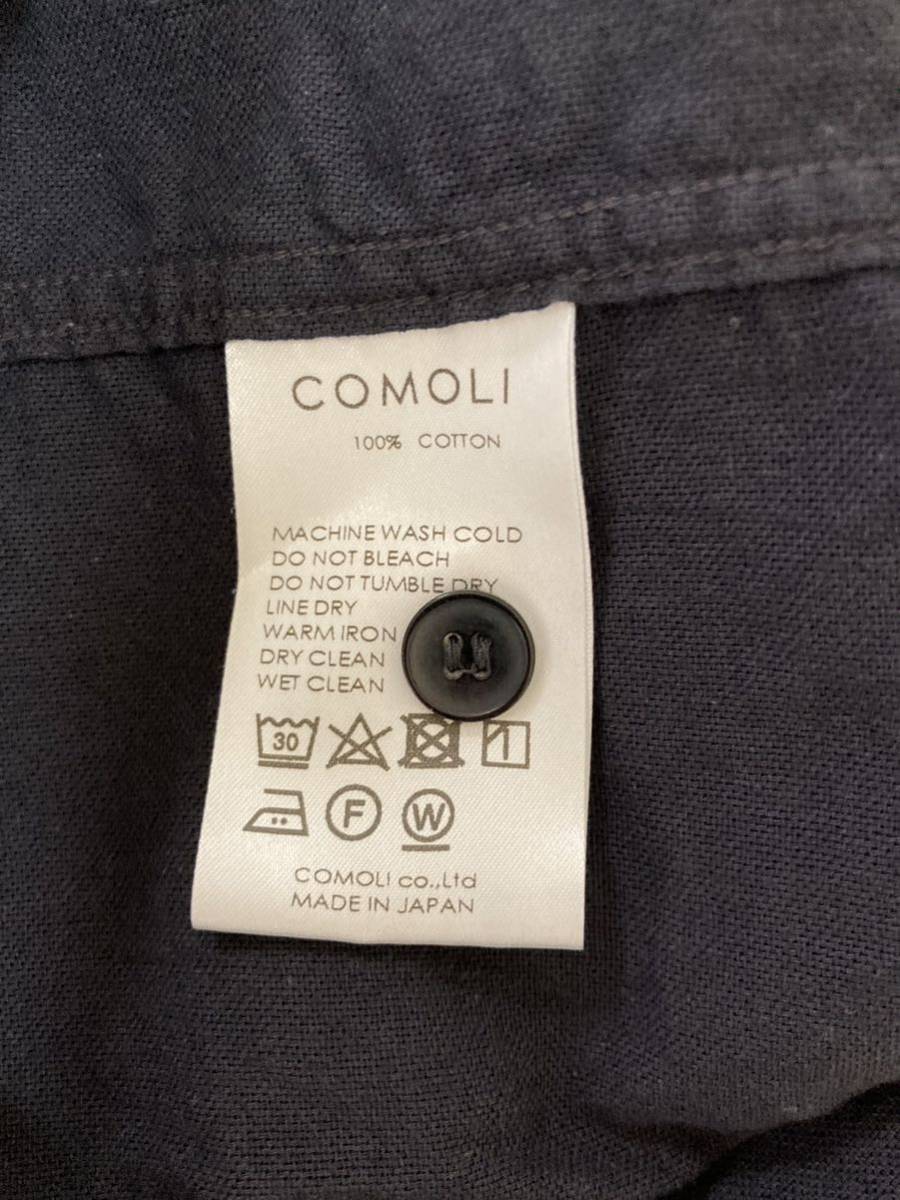 COMOLI
100% COTTON
MACHINE WASH COLD
DO NOT BLEACH
DO NOT TUMBLE DRY
LINE DRY
WARM IRON
DRY CLEAN
WET CLEAN
30
F W
COMOLI co.,Ltd
MADE IN JAPAN